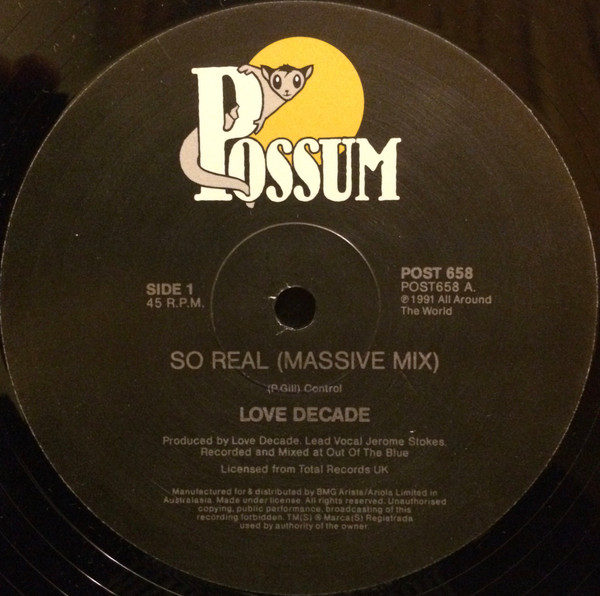 POSSUM
SIDE 1
45 R.P.M.
POST 658
POST658 A.
℗ 1991 All Around
The World
SO REAL (MASSIVE MIX)
(P.Gill) Control
LOVE DECADE
Produced by Love Decade. Lead Vocal Jerome Stokes.
Recorded and Mixed at Out Of The Blue
Licensed from Total Records UK
Manufactured for & distributed by BMG Arista/Ariola Limited in
Australasia. Made under license. All rights reserved. Unauthorised
copying, public performance, broadcasting of this
recording forbidden. TM(S) ® Marca(S) Registrada
used by authority of the owner.